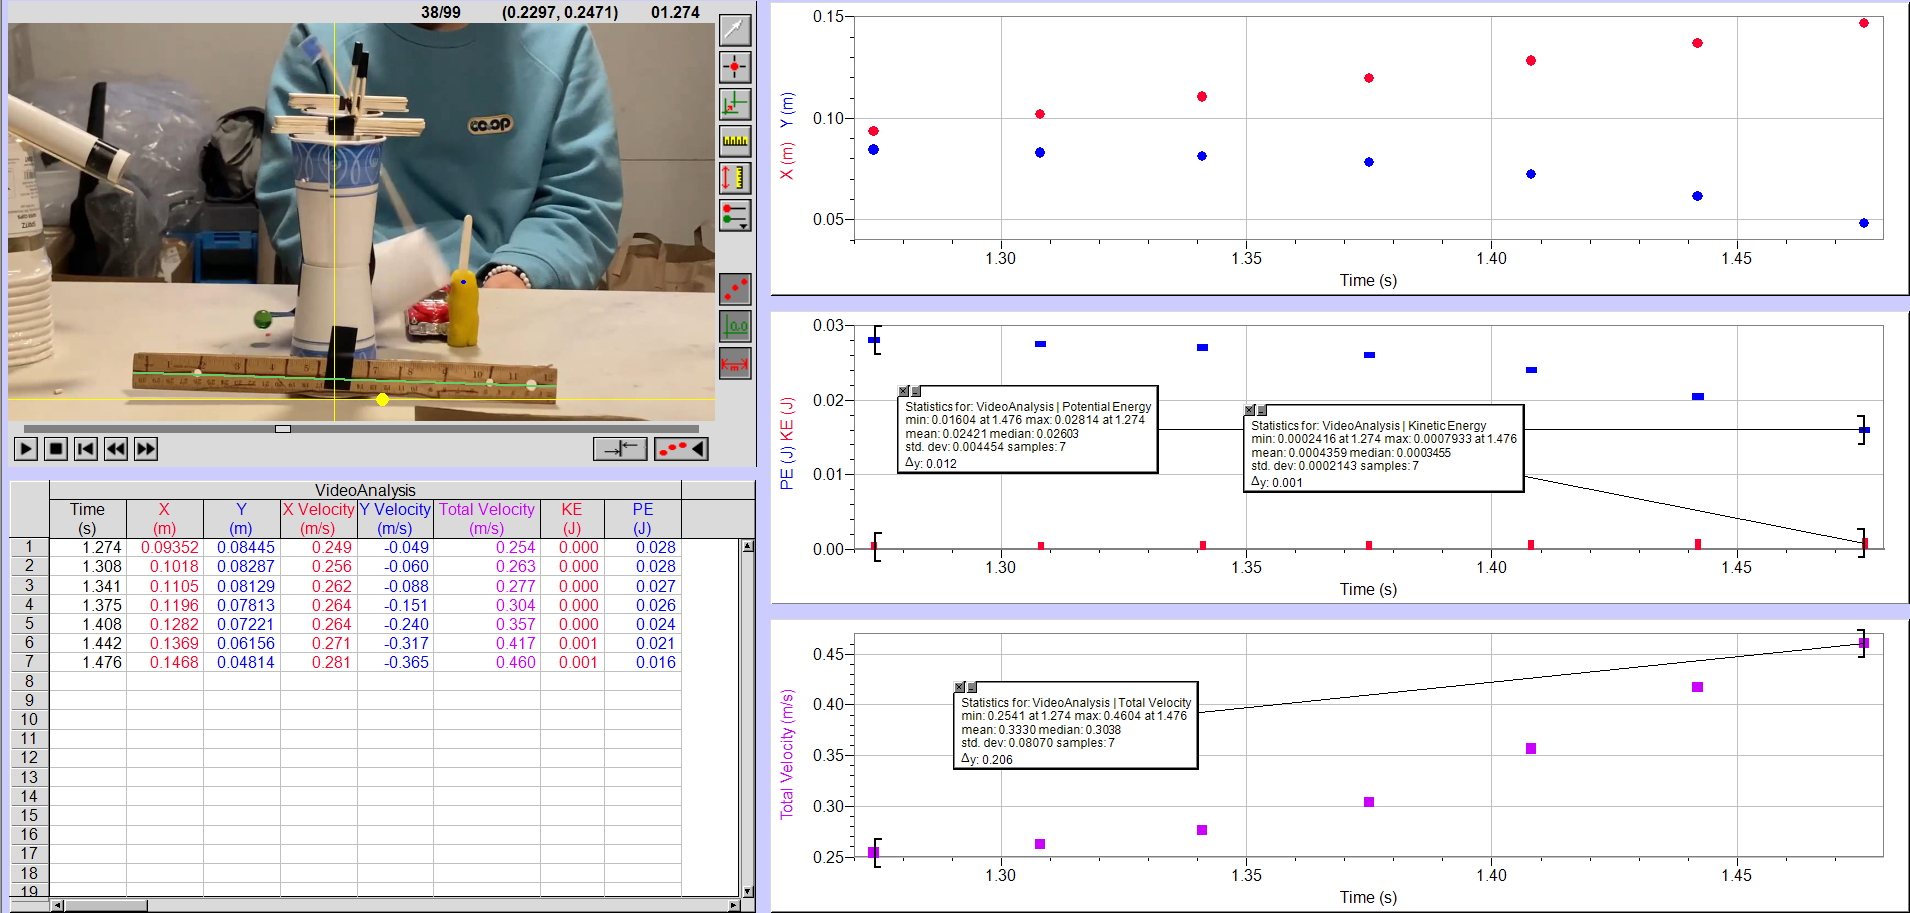 38/99 (0.2297, 0.2471) 01.274
co.op
VideoAnalysis
Time X Y X Velocity Y Velocity Total Velocity KE PE
(s) (m) (m) (m/s) (m/s) (m/s) (J) (J)
1 1.274 0.09352 0.08445 0.249 -0.049 0.254 0.000 0.028
2 1.308 0.1018 0.08287 0.256 -0.060 0.263 0.000 0.028
3 1.341 0.1105 0.08129 0.262 -0.088 0.277 0.000 0.027
4 1.375 0.1196 0.07813 0.264 -0.151 0.304 0.000 0.026
5 1.408 0.1282 0.07221 0.264 -0.240 0.357 0.000 0.024
6 1.442 0.1369 0.06156 0.271 -0.317 0.417 0.001 0.021
7 1.476 0.1468 0.04814 0.281 -0.365 0.460 0.001 0.016
8
9
10
11
12
13
14
15
16
17
18
19
X (m) Y (m)
0.15
0.10
0.05
1.30 1.35 1.40 1.45
Time (s)
PE (J) KE (J)
0.03
0.02
0.01
0.00
Statistics for: VideoAnalysis | Potential Energy
min: 0.01604 at 1.476 max: 0.02814 at 1.274
mean: 0.02421 median: 0.02603
std. dev: 0.004454 samples: 7
Δy: 0.012
Statistics for: VideoAnalysis | Kinetic Energy
min: 0.0002416 at 1.274 max: 0.0007933 at 1.476
mean: 0.0004359 median: 0.0003455
std. dev: 0.0002143 samples: 7
Δy: 0.001
1.30 1.35 1.40 1.45
Time (s)
Total Velocity (m/s)
0.45
0.40
0.35
0.30
0.25
Statistics for: VideoAnalysis | Total Velocity
min: 0.2541 at 1.274 max: 0.4604 at 1.476
mean: 0.3330 median: 0.3038
std. dev: 0.08070 samples: 7
Δy: 0.206
1.30 1.35 1.40 1.45
Time (s)